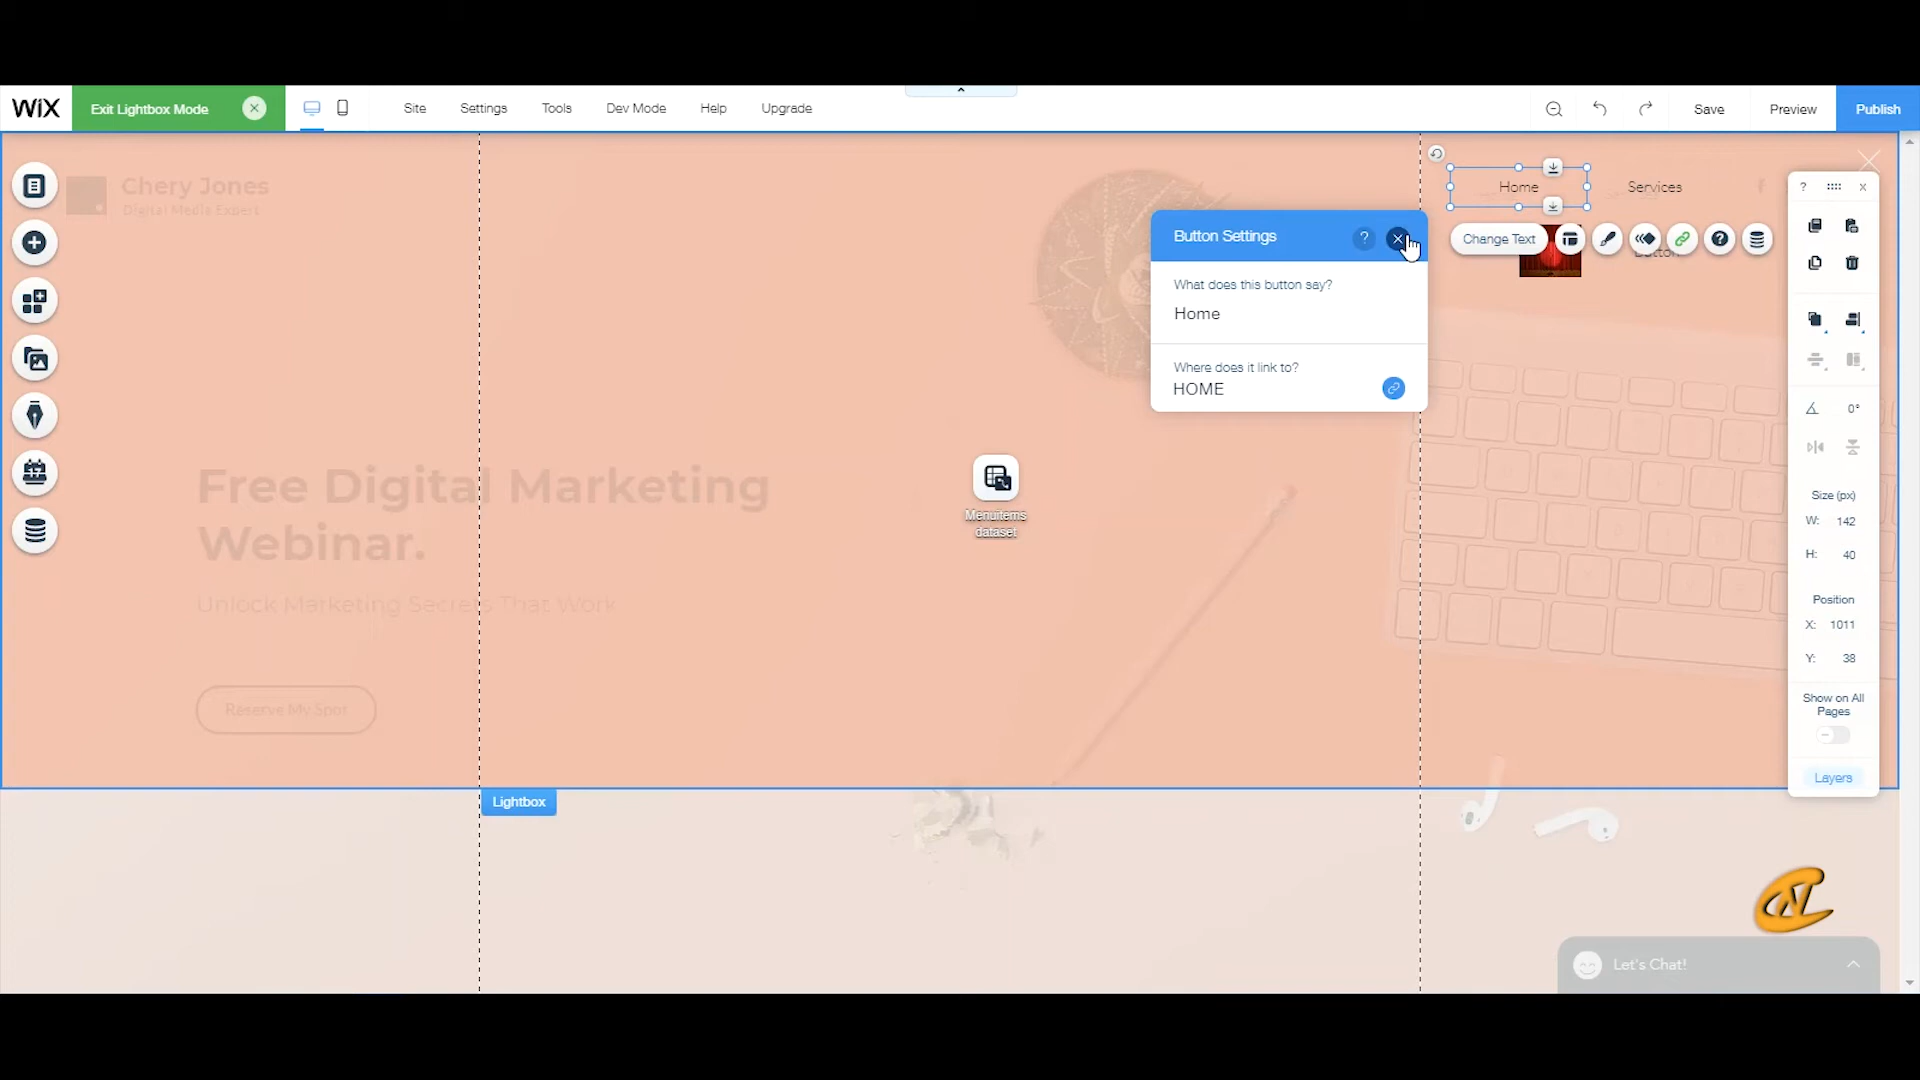 WiX
Exit Lightbox Mode
Site
Settings
Tools
Dev Mode
Help
Upgrade
Save
Preview
Publish
Chery Jones
Digital Media Expert
Home
Services
Change Text
Button
Button Settings
?
What does this button say?
Home
Where does it link to?
HOME
Free Digital Marketing
Webinar.
Unlock Marketing Secrets That Work
Reserve My Spot
MenuItems
dataset
17
?
0°
Size (px)
W: 142
H: 40
Position
X: 1011
Y: 38
Show on All
Pages
Layers
Lightbox
Let's Chat!